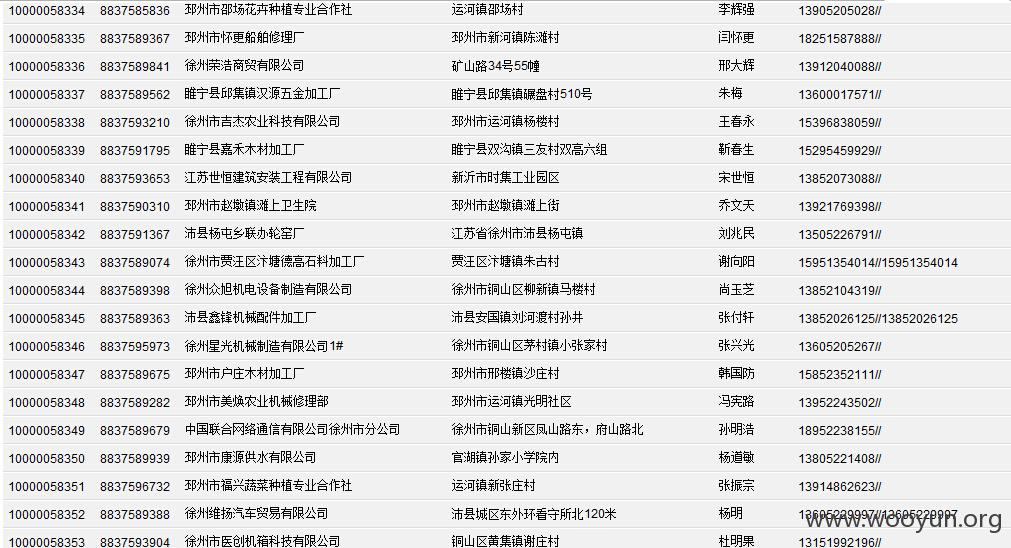 10000058334 8837585836 邳州市邵场花卉种植专业合作社 运河镇邵场村 李辉强 13905205028//
10000058335 8837589367 邳州市怀更船舶修理厂 邳州市新河镇陈滩村 闫怀更 18251587888//
10000058336 8837589841 徐州荣浩商贸有限公司 矿山路34号55幢 邢大辉 13912040088//
10000058337 8837589562 睢宁县邱集镇汉源五金加工厂 睢宁县邱集镇碾盘村510号 朱梅 13600017571//
10000058338 8837593210 徐州市吉杰农业科技有限公司 邳州市运河镇杨楼村 王春永 15396838059//
10000058339 8837591795 睢宁县嘉禾木材加工厂 睢宁县双沟镇三友村双高六组 靳春生 15295459929//
10000058340 8837593653 江苏世恒建筑安装工程有限公司 新沂市时集工业园区 宋世恒 13852073088//
10000058341 8837590310 邳州市赵墩镇滩上卫生院 邳州市赵墩镇滩上街 乔文天 13921769398//
10000058342 8837591367 沛县杨屯乡联办轮窑厂 江苏省徐州市沛县杨屯镇 刘兆民 13505226791//
10000058343 8837589074 徐州市贾汪区汴塘德高石料加工厂 贾汪区汴塘镇朱古村 谢向阳 15951354014//15951354014
10000058344 8837589398 徐州众旭机电设备制造有限公司 徐州市铜山区柳新镇马楼村 尚玉芝 13852104319//
10000058345 8837589363 沛县鑫锋机械配件加工厂 沛县安国镇刘河渡村孙井 张付轩 13852026125//13852026125
10000058346 8837595973 徐州星光机械制造有限公司1# 徐州市铜山区茅村镇小张家村 张兴光 13605205267//
10000058347 8837589675 邳州市户庄木材加工厂 邳州市邢楼镇沙庄村 韩国防 15852352111//
10000058348 8837589282 邳州市美焕农业机械修理部 邳州市运河镇光明社区 冯宪路 13952243502//
10000058349 8837589679 中国联合网络通信有限公司徐州市分公司 徐州市铜山新区凤山路东，府山路北 孙明浩 18952238155//
10000058350 8837589939 邳州市康源供水有限公司 官湖镇孙家小学院内 杨道敏 13805221408//
10000058351 8837596732 邳州市福兴蔬菜种植专业合作社 运河镇新张庄村 张振宗 13914862623//
10000058352 8837589388 徐州维扬汽车贸易有限公司 沛县城区东外环看守所北120米 杨明 13605229997//13605229997
www.wooyun.org
10000058353 8837593904 徐州市医创机箱科技有限公司 铜山区黄集镇谢庄村 杜明果 13151992196//